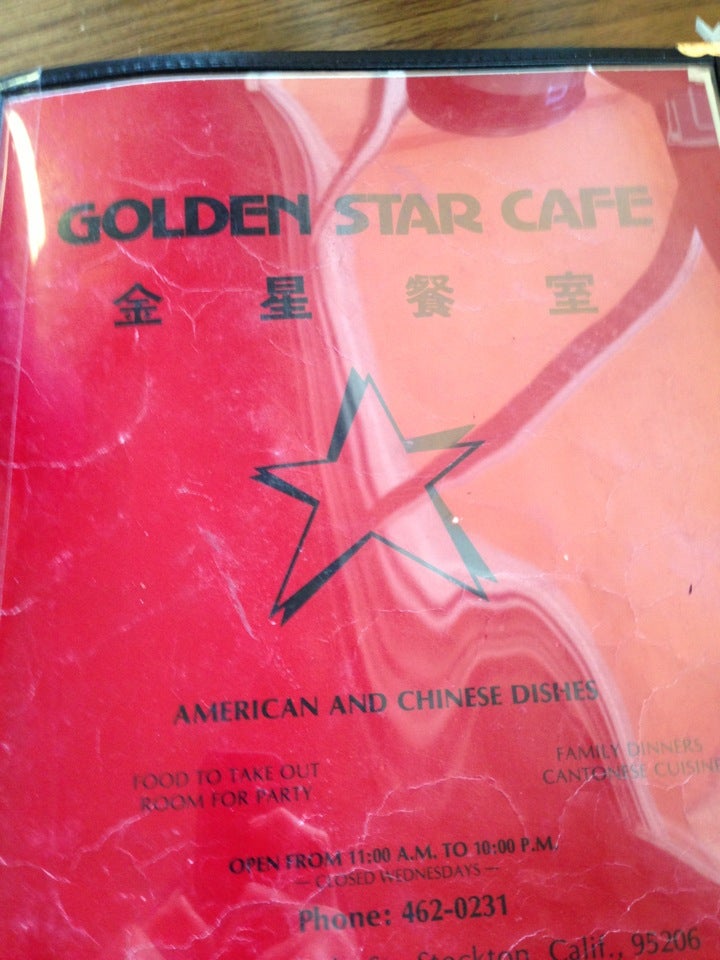 GOLDEN STAR CAFE
金星餐室
AMERICAN AND CHINESE DISHES
FOOD TO TAKE OUT
ROOM FOR PARTY
FAMILY DINNERS
CANTONESE CUISINE
OPEN FROM 11:00 A.M. TO 10:00 P.M.
— CLOSED WEDNESDAYS —
Phone: 462-0231
Stockton, Calif., 95206